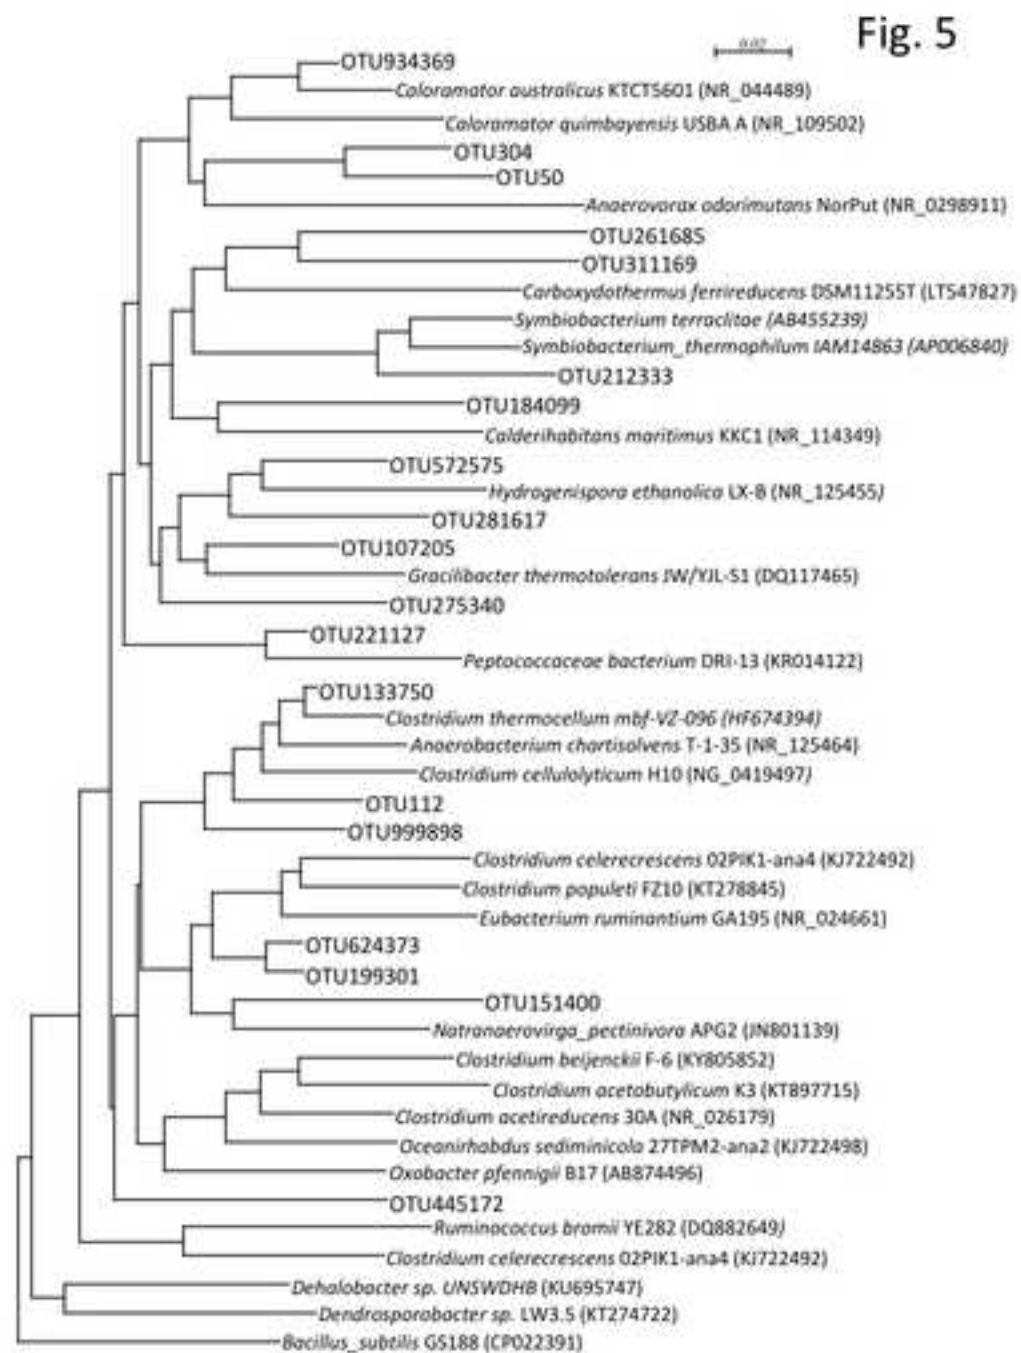 Fig. 5
0.02
OTU934369
Caloramator australicus KTCT5601 (NR_044489)
Caloramator quimbayensis USBA A (NR_109502)
OTU304
OTU50
Anaerovorax odorimutans NorPut (NR_0298911)
OTU261685
OTU311169
Carboxydothermus ferrireducens DSM11255T (LT547827)
Symbiobacterium terraclitae (AB455239)
Symbiobacterium_thermophilum IAM14863 (AP006840)
OTU212333
OTU184099
Calderihabitans maritimus KKC1 (NR_114349)
OTU572575
Hydrogenispora ethanolica LX-B (NR_125455)
OTU281617
OTU107205
Gracilibacter thermotolerans JW/YJL-S1 (DQ117465)
OTU275340
OTU221127
Peptococcaceae bacterium DRI-13 (KR014122)
OTU133750
Clostridium thermocellum mbf-VZ-096 (HF674394)
Anaerobacterium chartisolvens T-1-35 (NR_125464)
Clostridium cellulolyticum H10 (NG_0419497)
OTU112
OTU999898
Clostridium celerecrescens 02PIK1-ana4 (KJ722492)
Clostridium populeti FZ10 (KT278845)
Eubacterium ruminantium GA195 (NR_024661)
OTU624373
OTU199301
OTU151400
Natranaerovirga_pectinivora APG2 (JN801139)
Clostridium beijenckii F-6 (KY805852)
Clostridium acetobutylicum K3 (KT897715)
Clostridium acetireducens 30A (NR_026179)
Oceanirhabdus sediminicola 27TPM2-ana2 (KJ722498)
Oxobacter pfennigii B17 (AB874496)
OTU445172
Ruminococcus bromii YE282 (DQ882649)
Clostridium celerecrescens 02PIK1-ana4 (KJ722492)
Dehalobacter sp. UNSWDHB (KU695747)
Dendrosporobacter sp. LW3.5 (KT274722)
Bacillus_subtilis GS188 (CP022391)